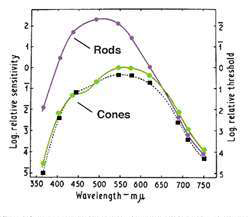 Log relative sensitivity
2
1
0
1̄
2̄
3̄
4̄
5̄
Rods
Cones
2̄
1̄
0
1
2
3
4
5
Log relative threshold
350 400 450 500 550 600 650 700 750
Wavelength–mμ